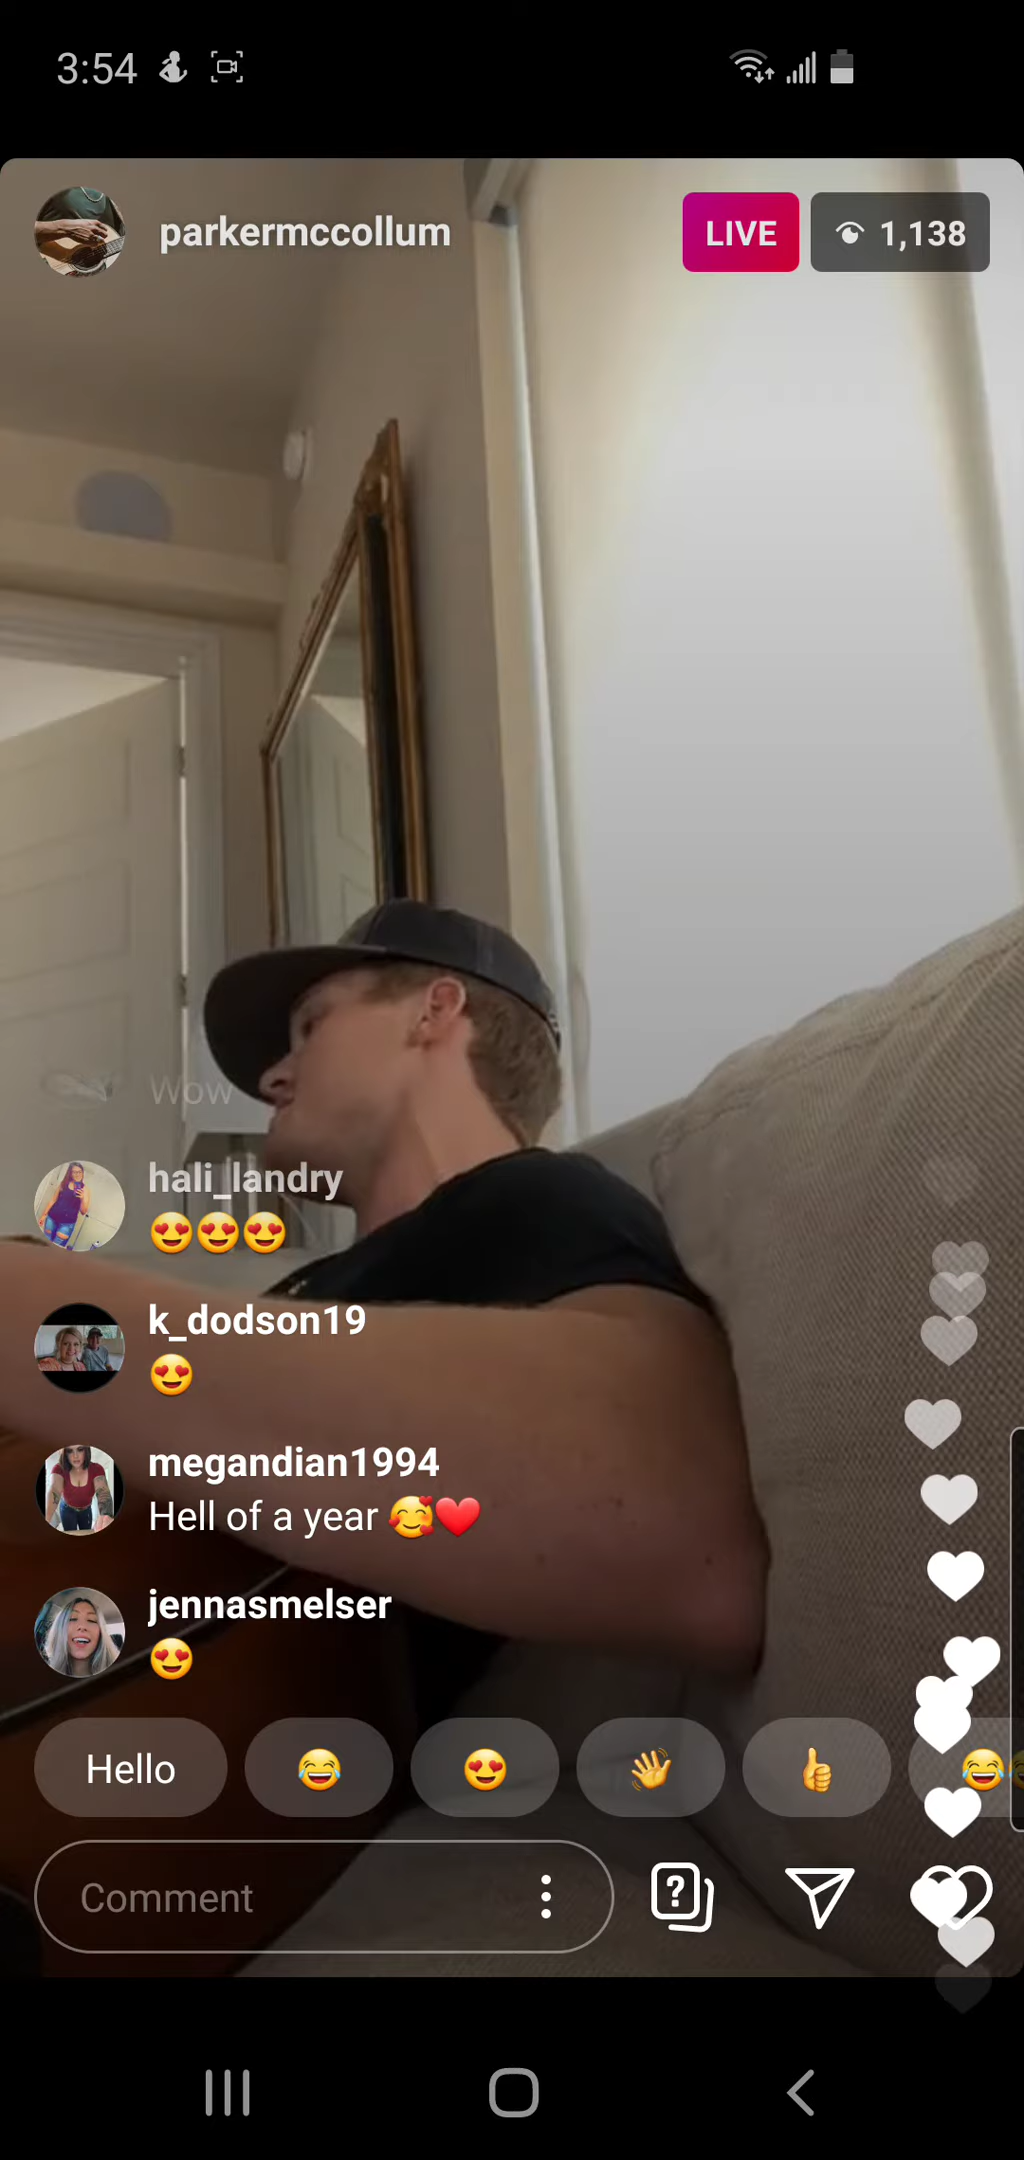 3:54
parkermccollum
LIVE
1,138
Wow
hali_landry
😍😍😍
k_dodson19
😍
megandian1994
Hell of a year 🥰❤️
jennasmelser
😍
Hello 😂 😍 👋 👍 😂
Comment